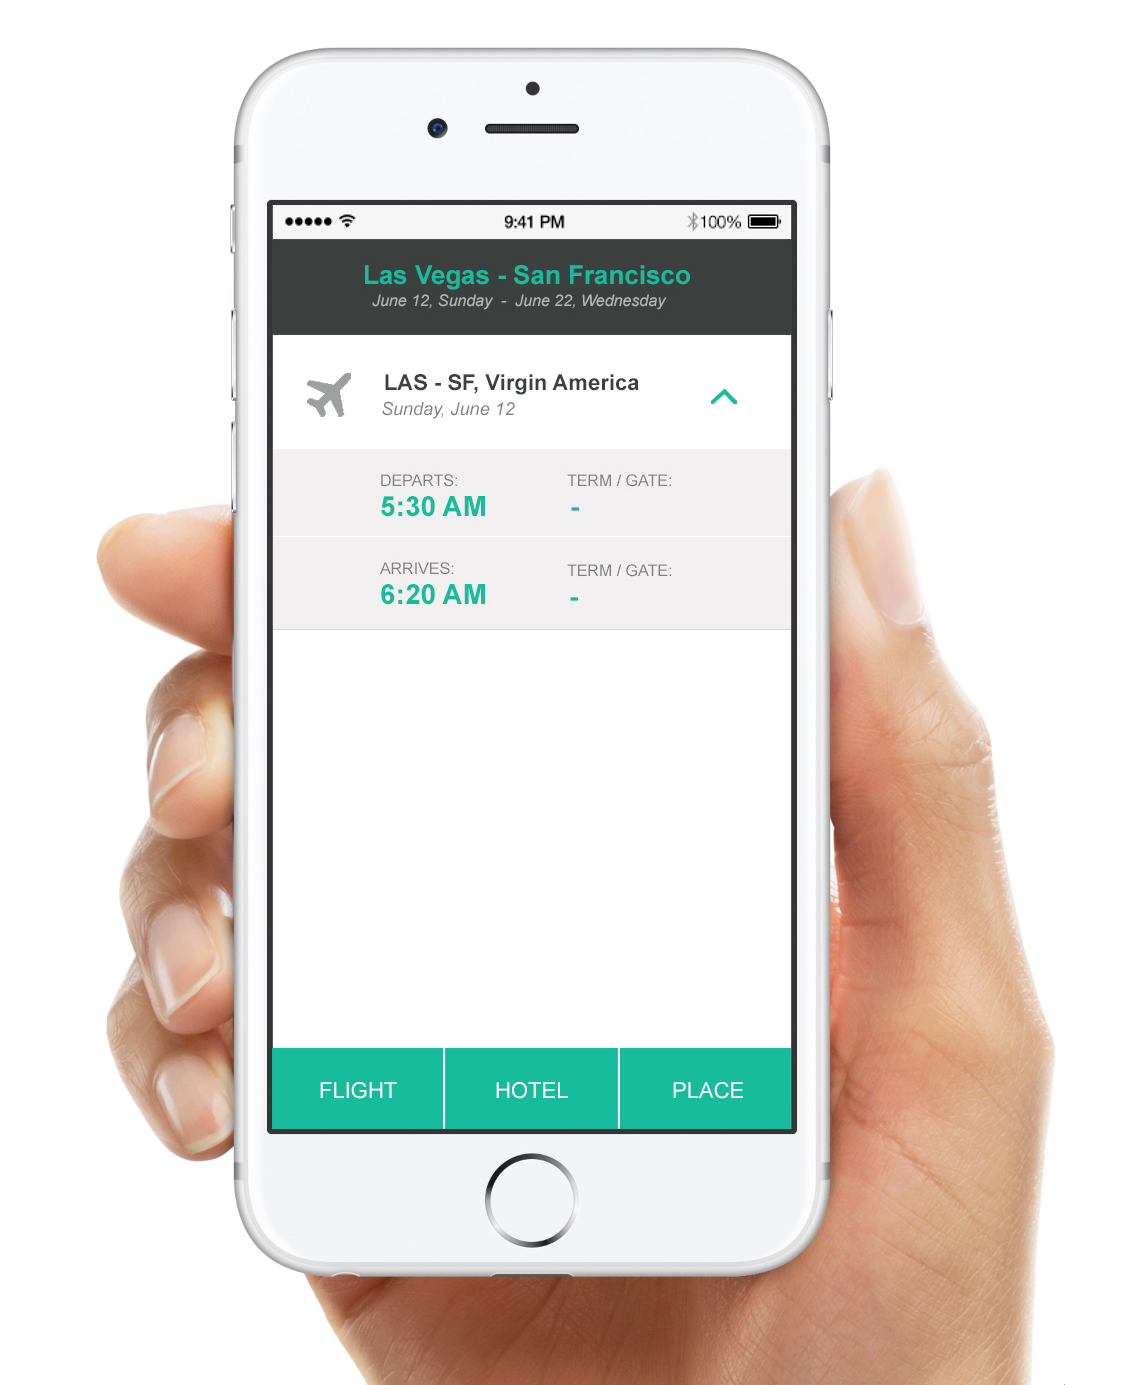 9:41 PM
100%
Las Vegas - San Francisco
June 12, Sunday - June 22, Wednesday
LAS - SF, Virgin America
Sunday, June 12
DEPARTS: TERM / GATE:
5:30 AM -
ARRIVES: TERM / GATE:
6:20 AM -
FLIGHT HOTEL PLACE